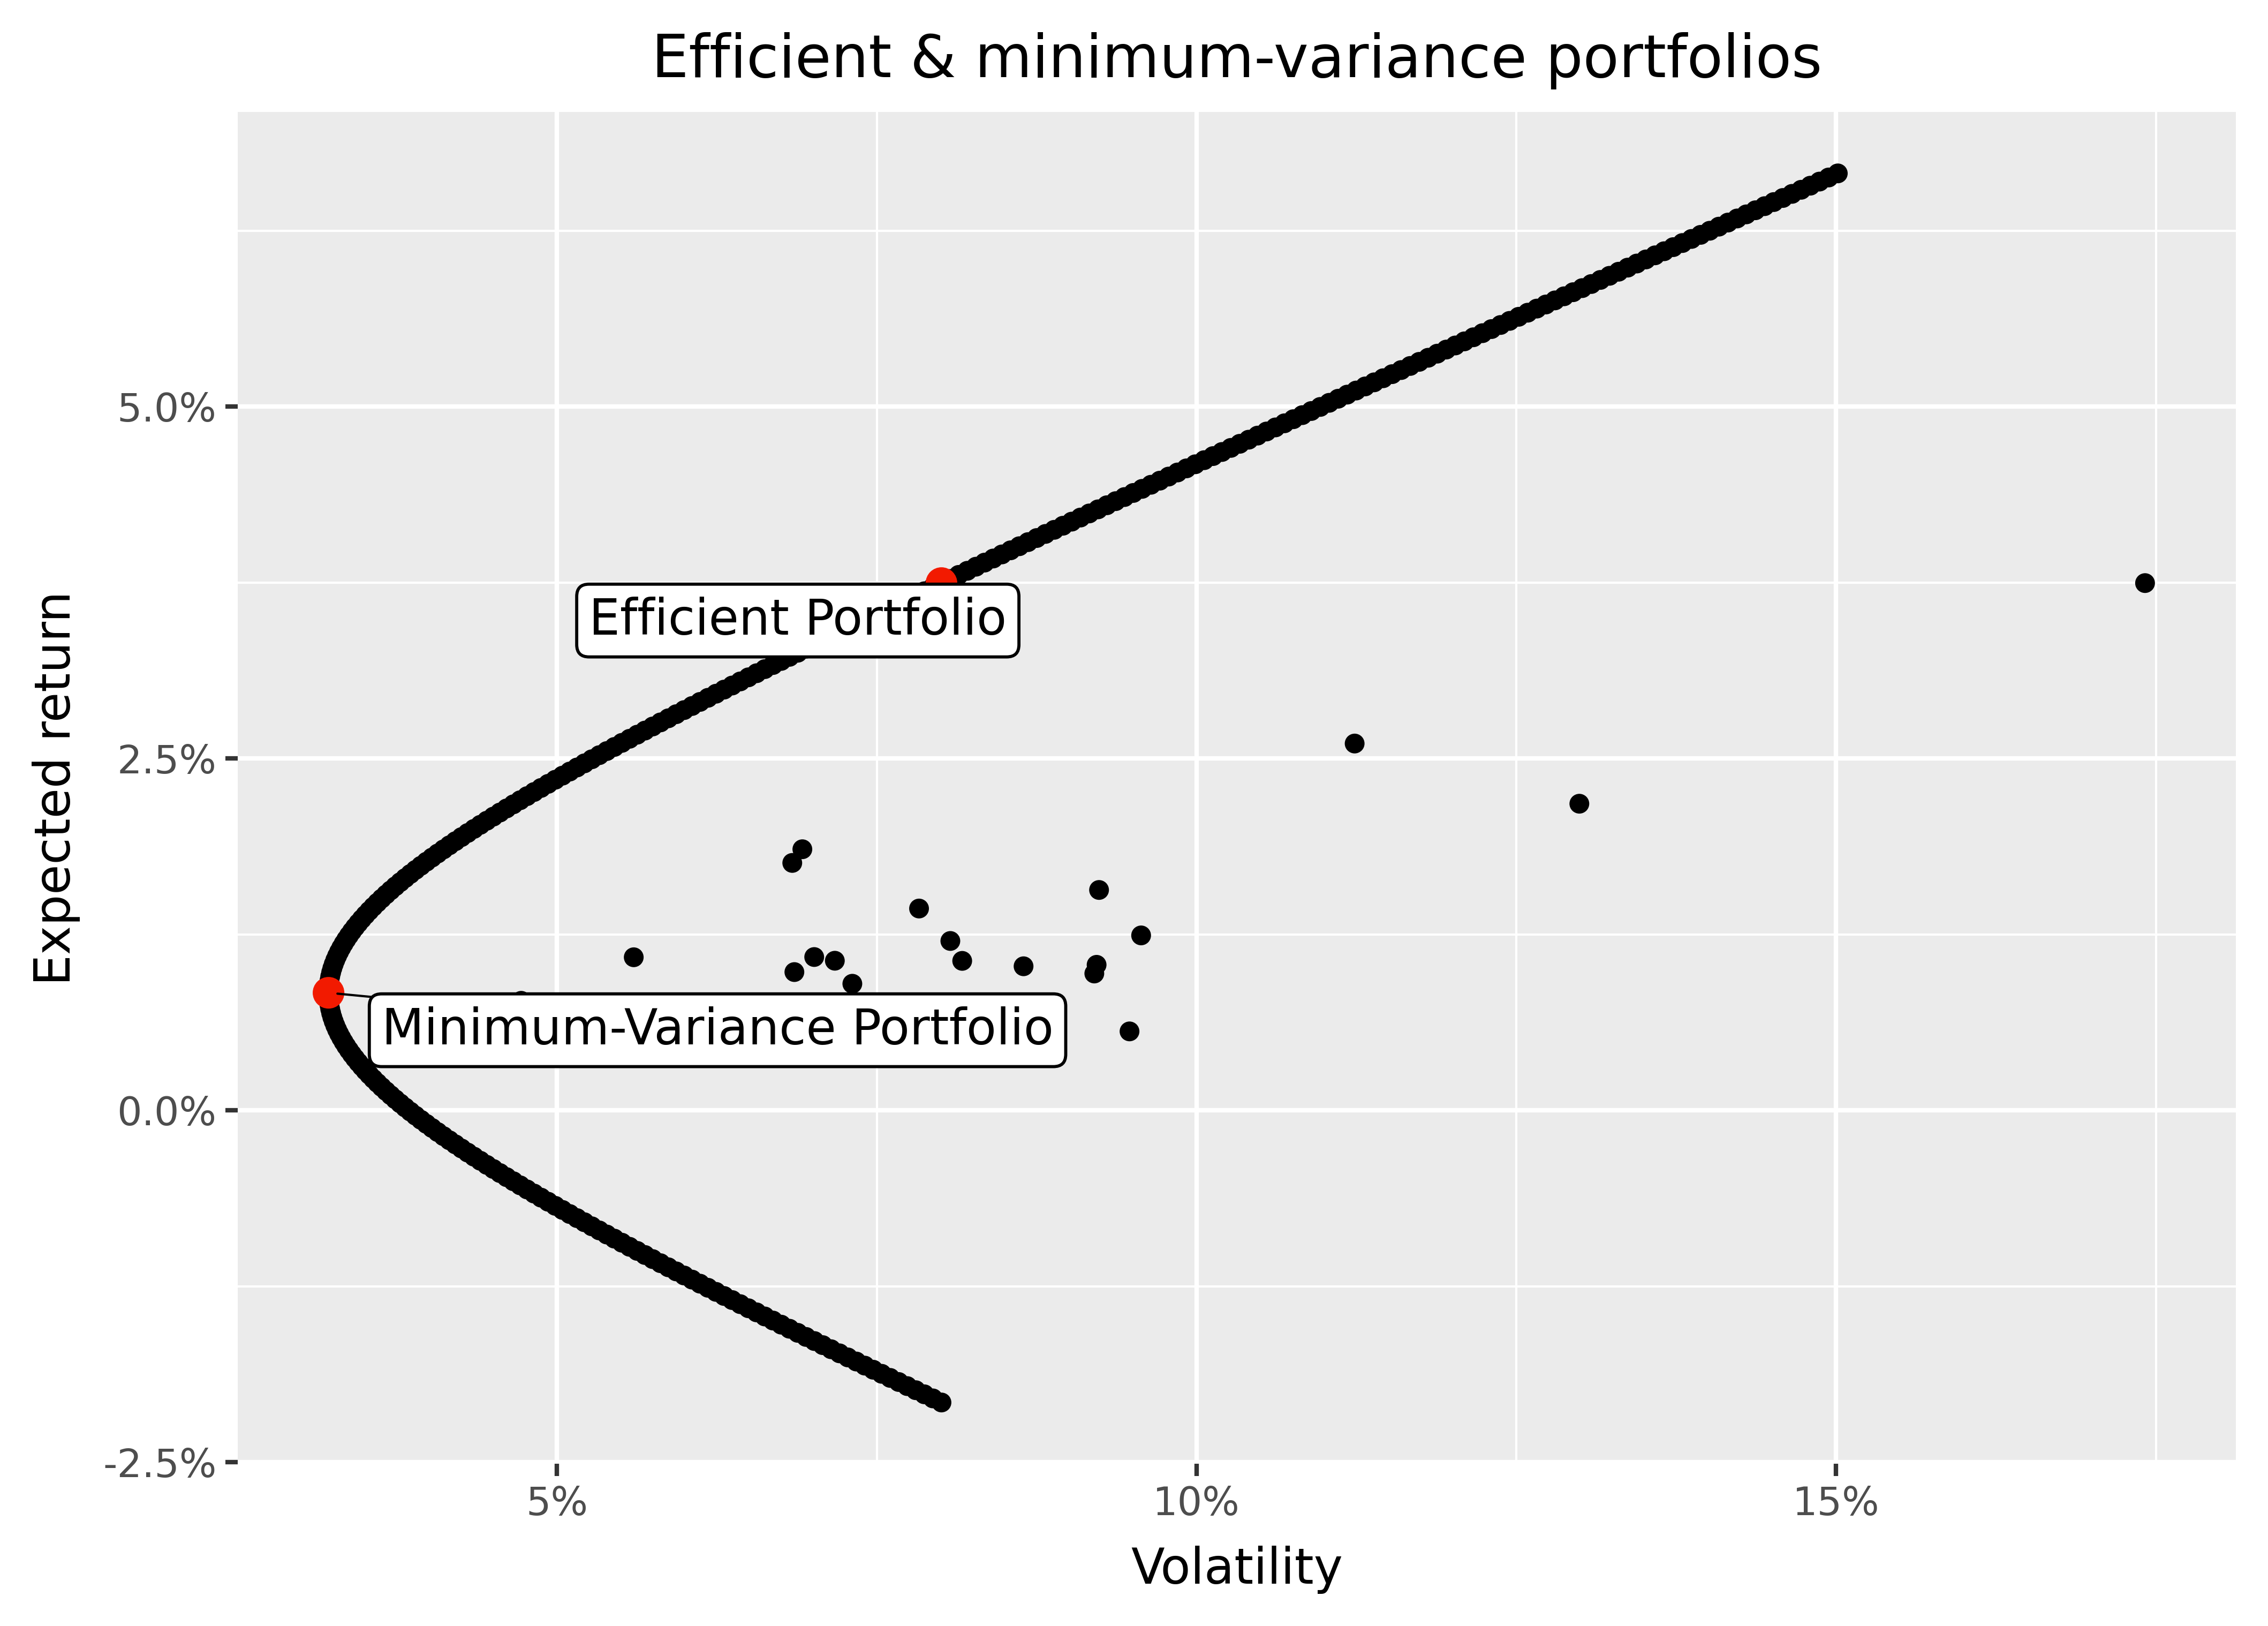 Efficient & minimum-variance portfolios
Expected return
5.0%
2.5%
0.0%
-2.5%
Efficient Portfolio
Minimum-Variance Portfolio
5%
10%
15%
Volatility